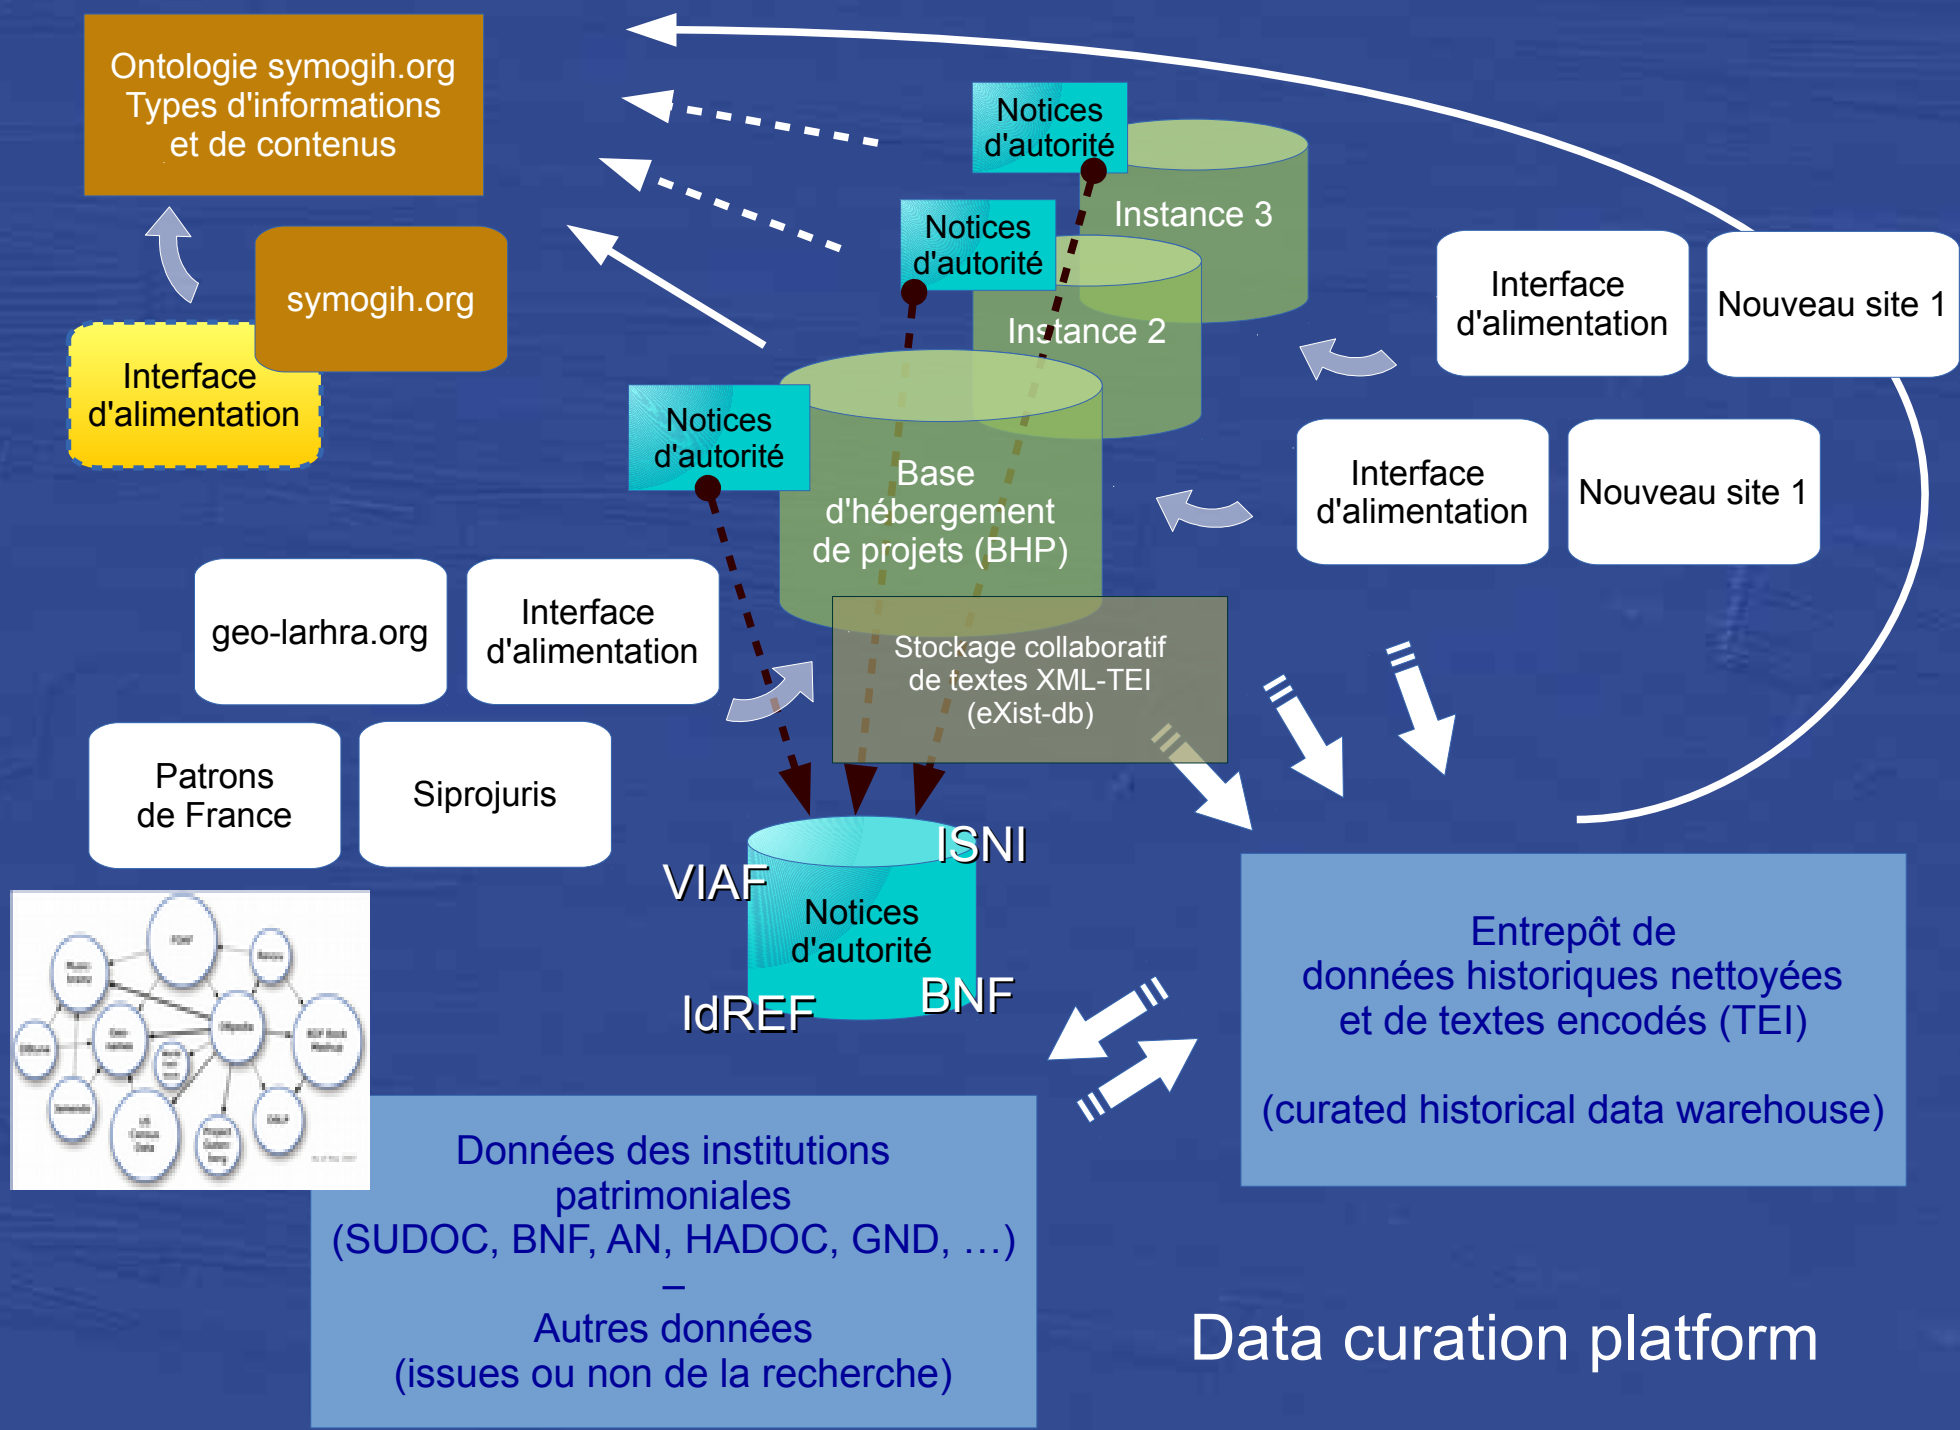 Ontologie symogih.org
Types d'informations
et de contenus
symogih.org
Interface
d'alimentation
Notices
d'autorité
Instance 3
Notices
d'autorité
Instance 2
Notices
d'autorité
Base
d'hébergement
de projets (BHP)
Interface
d'alimentation
Nouveau site 1
Interface
d'alimentation
Nouveau site 1
geo-larhra.org
Interface
d'alimentation
Patrons
de France
Siprojuris
Stockage collaboratif
de textes XML-TEI
(eXist-db)
ISNI
VIAF
Notices
d'autorité
IdREF
BNF
Entrepôt de
données historiques nettoyées
et de textes encodés (TEI)
(curated historical data warehouse)
Données des institutions
patrimoniales
(SUDOC, BNF, AN, HADOC, GND, …)
–
Autres données
(issues ou non de la recherche)
Data curation platform